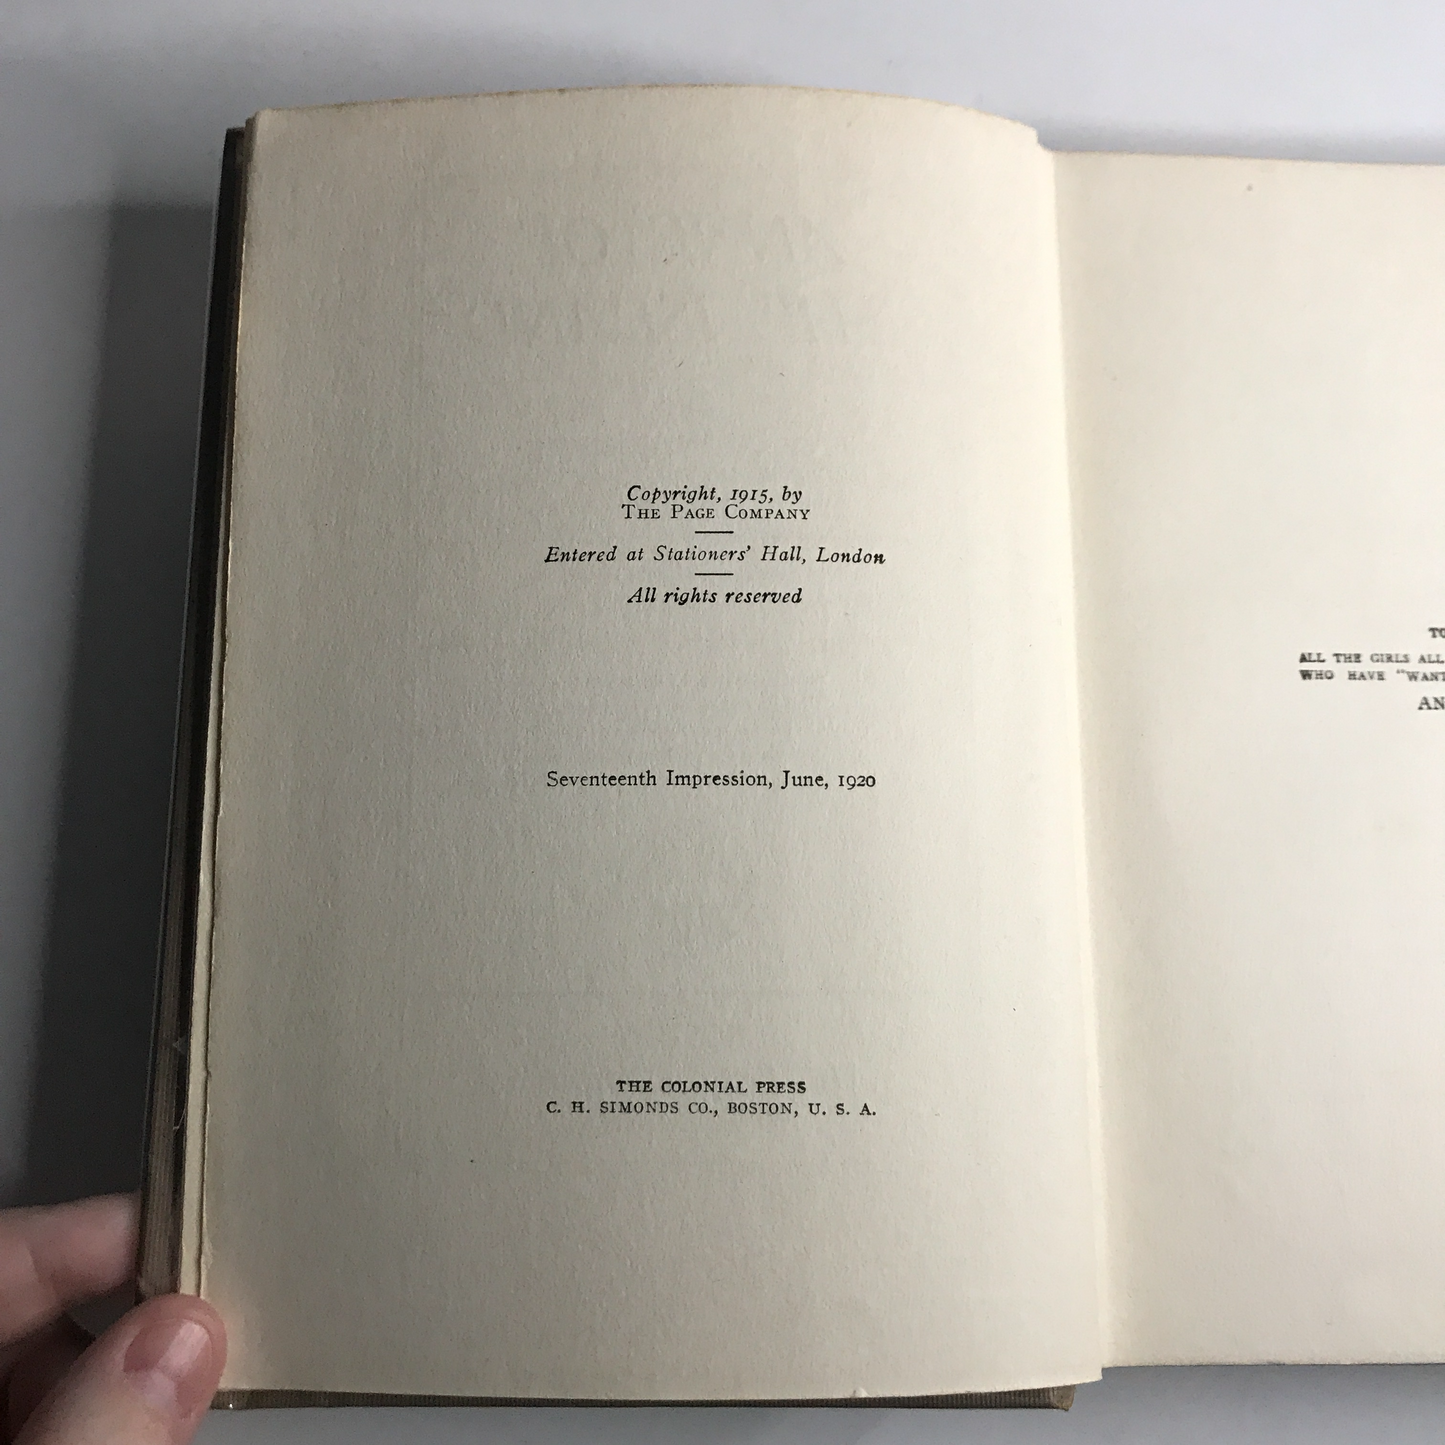 Copyright, 1915, by
THE PAGE COMPANY
Entered at Stationers' Hall, London
All rights reserved
Seventeenth Impression, June, 1920
THE COLONIAL PRESS
C. H. SIMONDS CO., BOSTON, U. S. A.
TO
ALL THE GIRLS ALL
WHO HAVE "WANT
AN